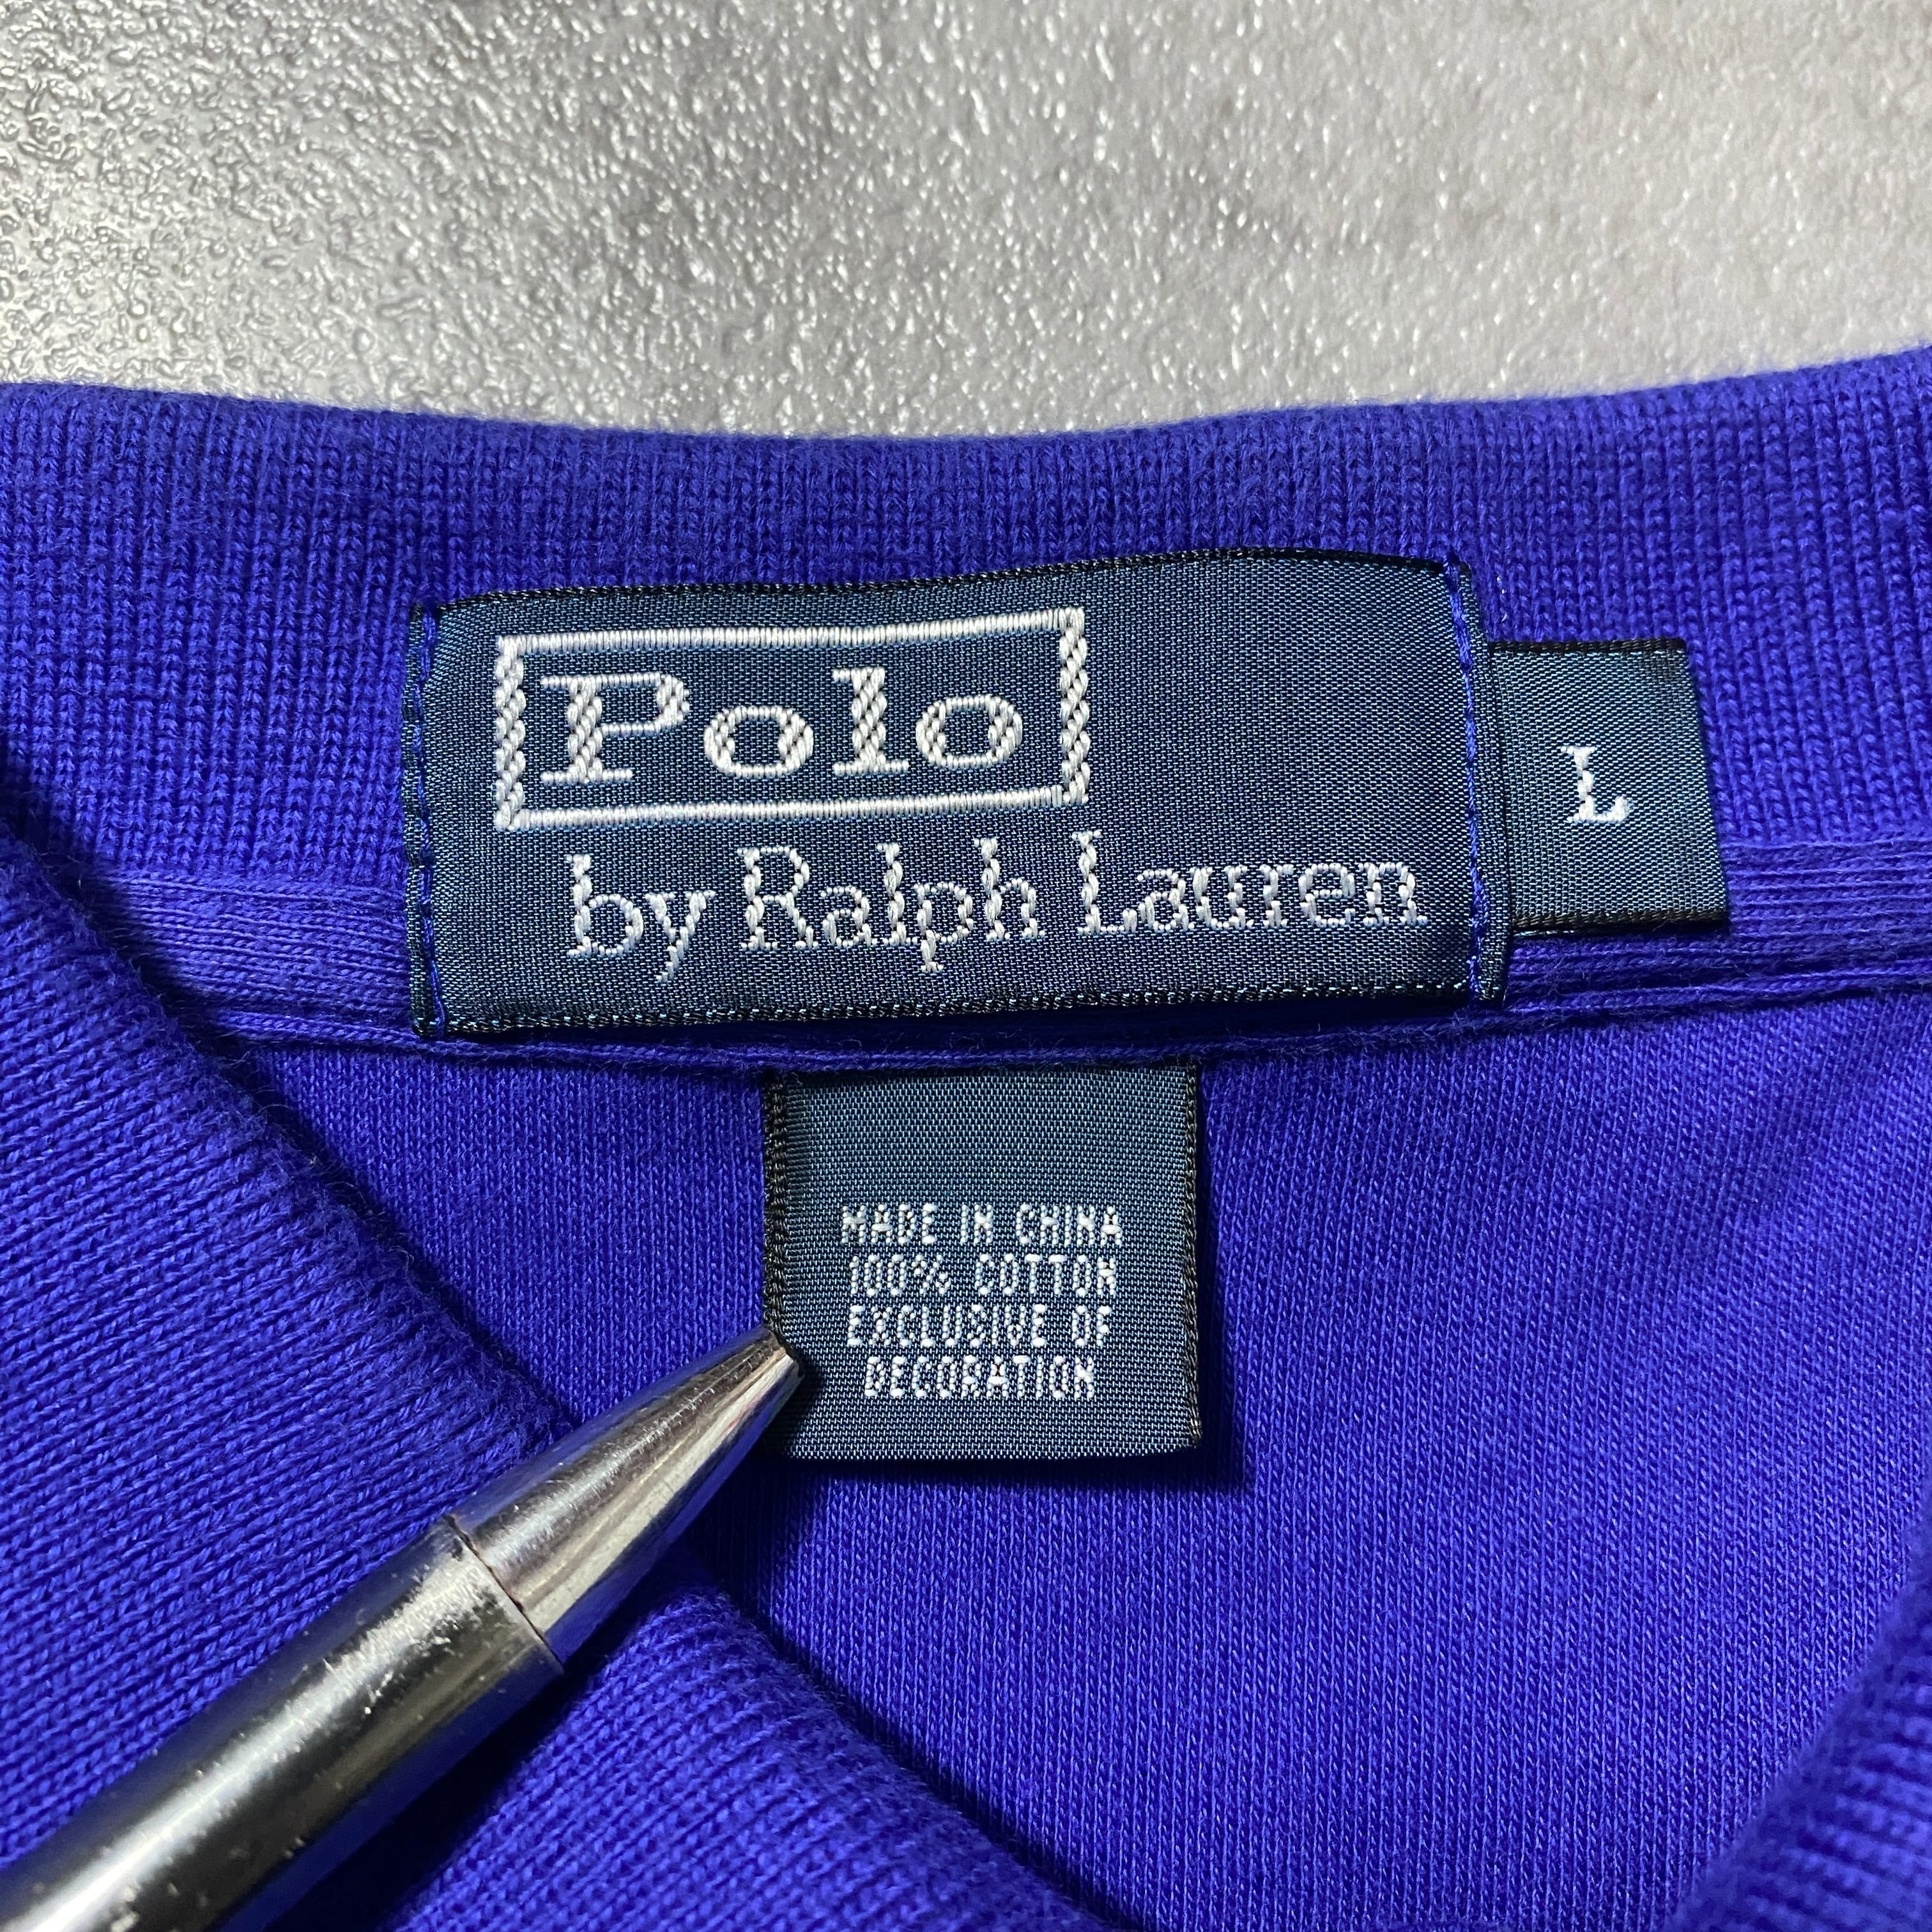 Polo
by Ralph Lauren
L
MADE IN CHINA
100% COTTON
EXCLUSIVE OF
DECORATION